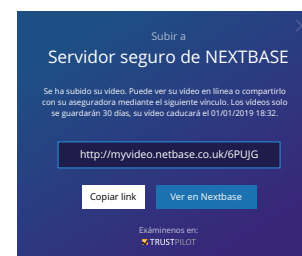 Subir a
Servidor seguro de NEXTBASE
Se ha subido su vídeo. Puede ver su vídeo en líinea o compartirlo
con su aseguradora mediante el siguiente vínculo. Los vídeos solo
se guardarán 30 días, su vídeo caducará el 01/01/2019 18:32.
http://myvideo.netbase.co.uk/6PUJG
Copiar link
Ver en Nextbase
Exáminenos en:
TRUSTPILOT